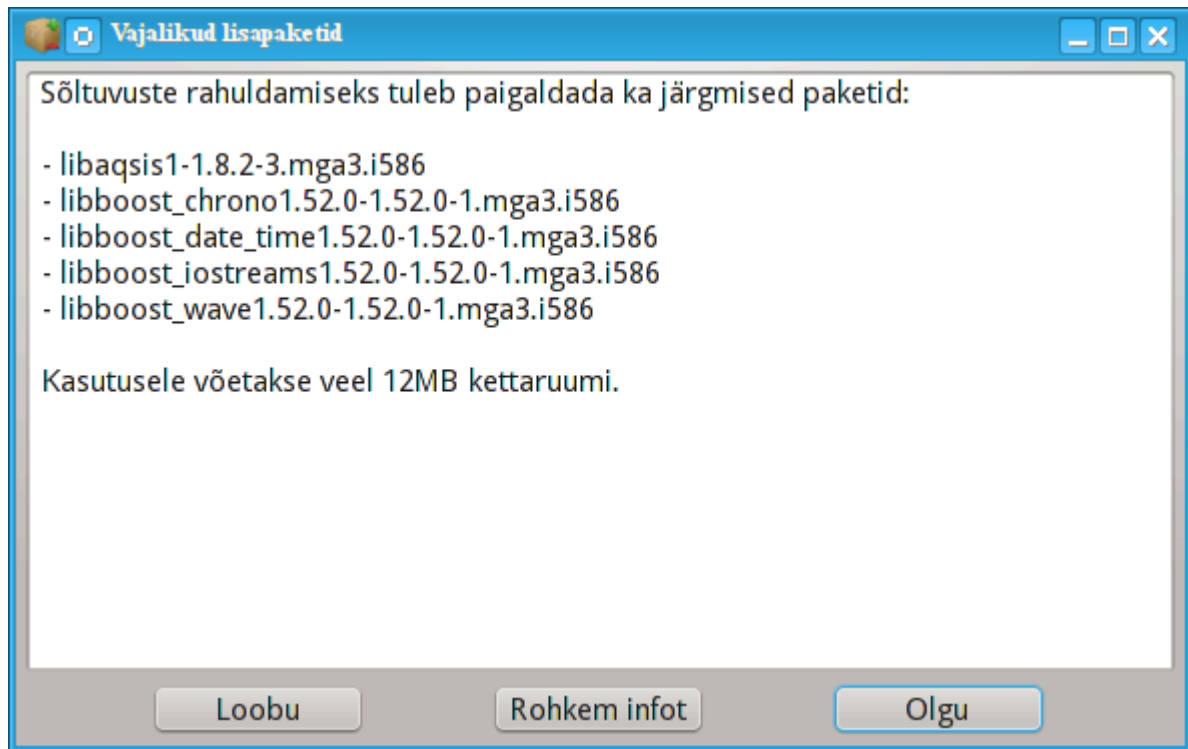 Vajalikud lisapaketid
Sõltuvuste rahuldamiseks tuleb paigaldada ka järgmised paketid:
- libaqsis1-1.8.2-3.mga3.i586
- libboost_chrono1.52.0-1.52.0-1.mga3.i586
- libboost_date_time1.52.0-1.52.0-1.mga3.i586
- libboost_iostreams1.52.0-1.52.0-1.mga3.i586
- libboost_wave1.52.0-1.52.0-1.mga3.i586
Kasutusele võetakse veel 12MB kettaruumi.
Loobu
Rohkem infot
Olgu